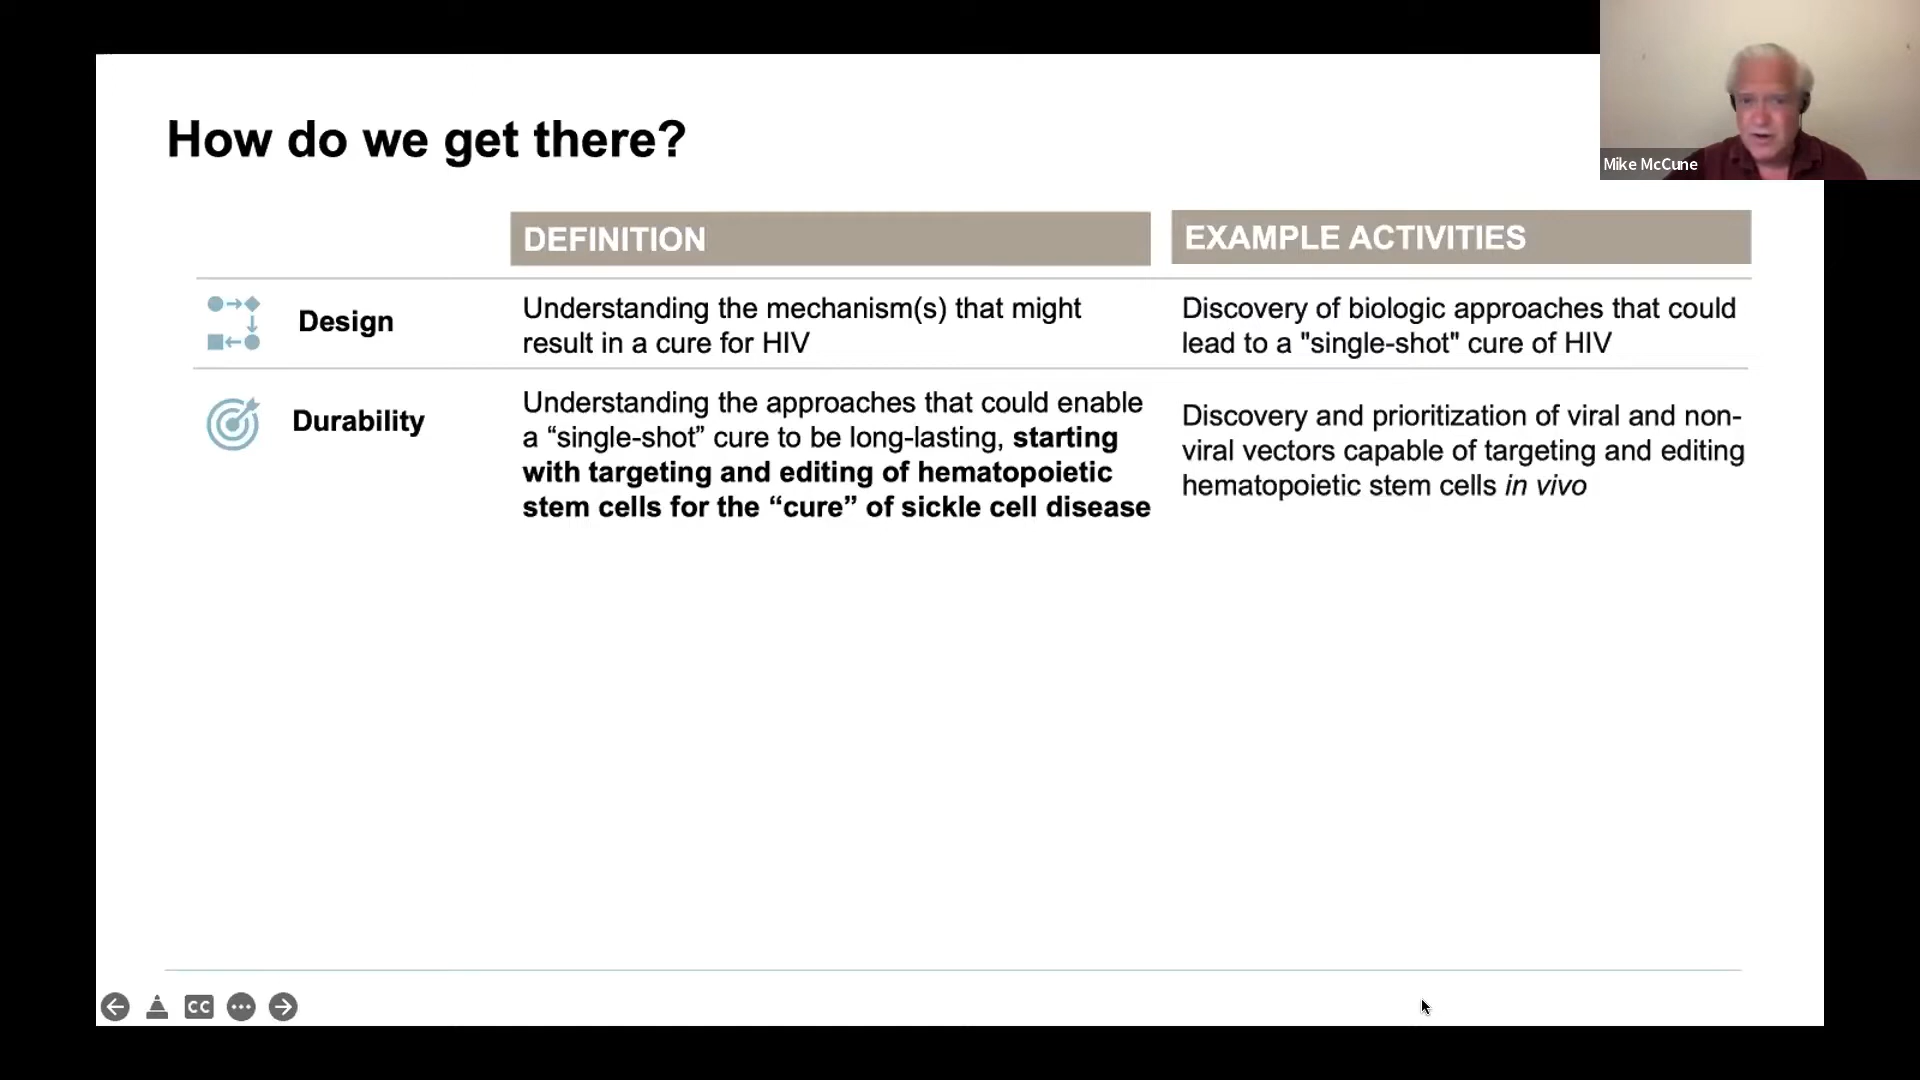 How do we get there?
Mike McCune
DEFINITION
EXAMPLE ACTIVITIES
Design
Understanding the mechanism(s) that might
result in a cure for HIV
Discovery of biologic approaches that could
lead to a "single-shot" cure of HIV
Durability
Understanding the approaches that could enable
a “single-shot” cure to be long-lasting, starting
with targeting and editing of hematopoietic
stem cells for the “cure” of sickle cell disease
Discovery and prioritization of viral and non-
viral vectors capable of targeting and editing
hematopoietic stem cells in vivo
CC